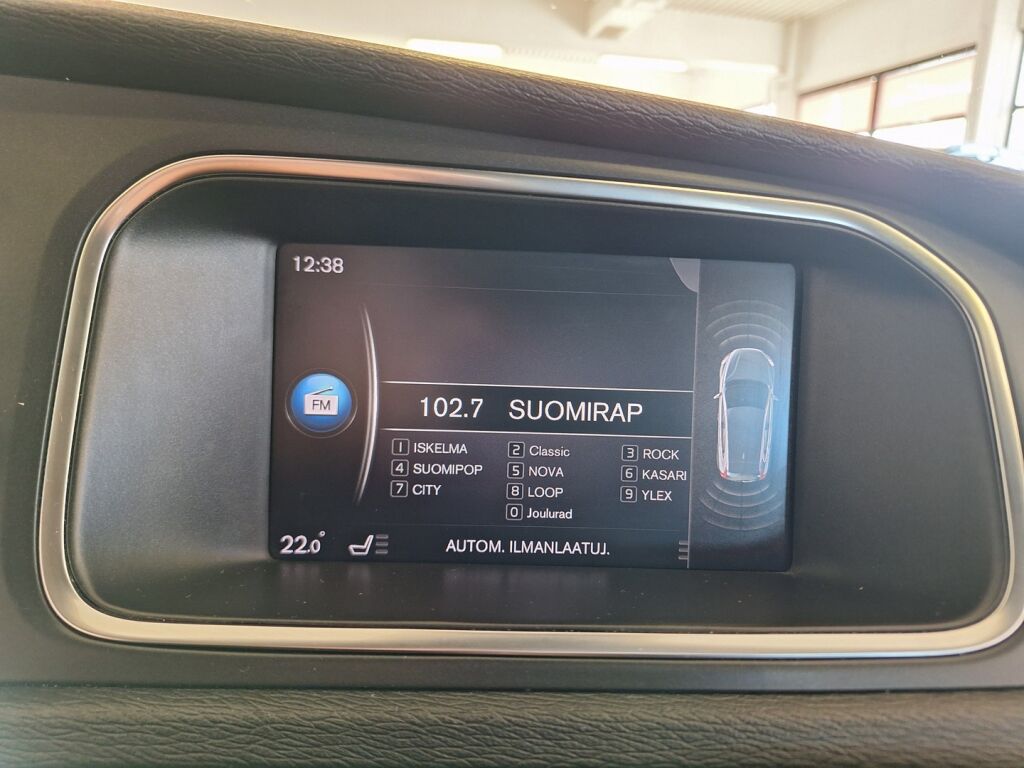 12:38
FM
102.7 SUOMIRAP
1 ISKELMA 2 Classic 3 ROCK
4 SUOMIPOP 5 NOVA 6 KASARI
7 CITY 8 LOOP 9 YLEX
0 Joulurad
22.0° AUTOM. ILMANLAATUJ.